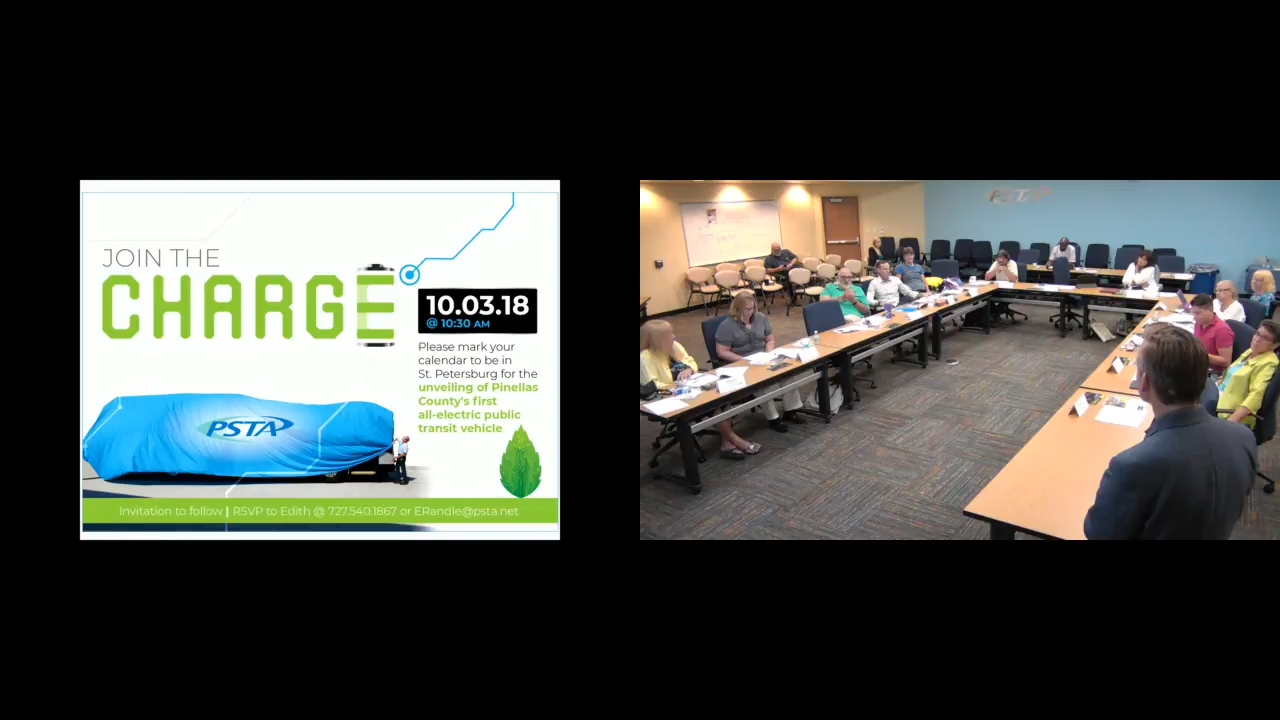 JOIN THE
CHARGE
10.03.18
@ 10:30 AM
Please mark your
calendar to be in
St. Petersburg for the
unveiling of Pinellas
County's first
all-electric public
transit vehicle
PSTA
Invitation to follow | RSVP to Edith @ 727.540.1867 or ERandle@psta.net
PSTA